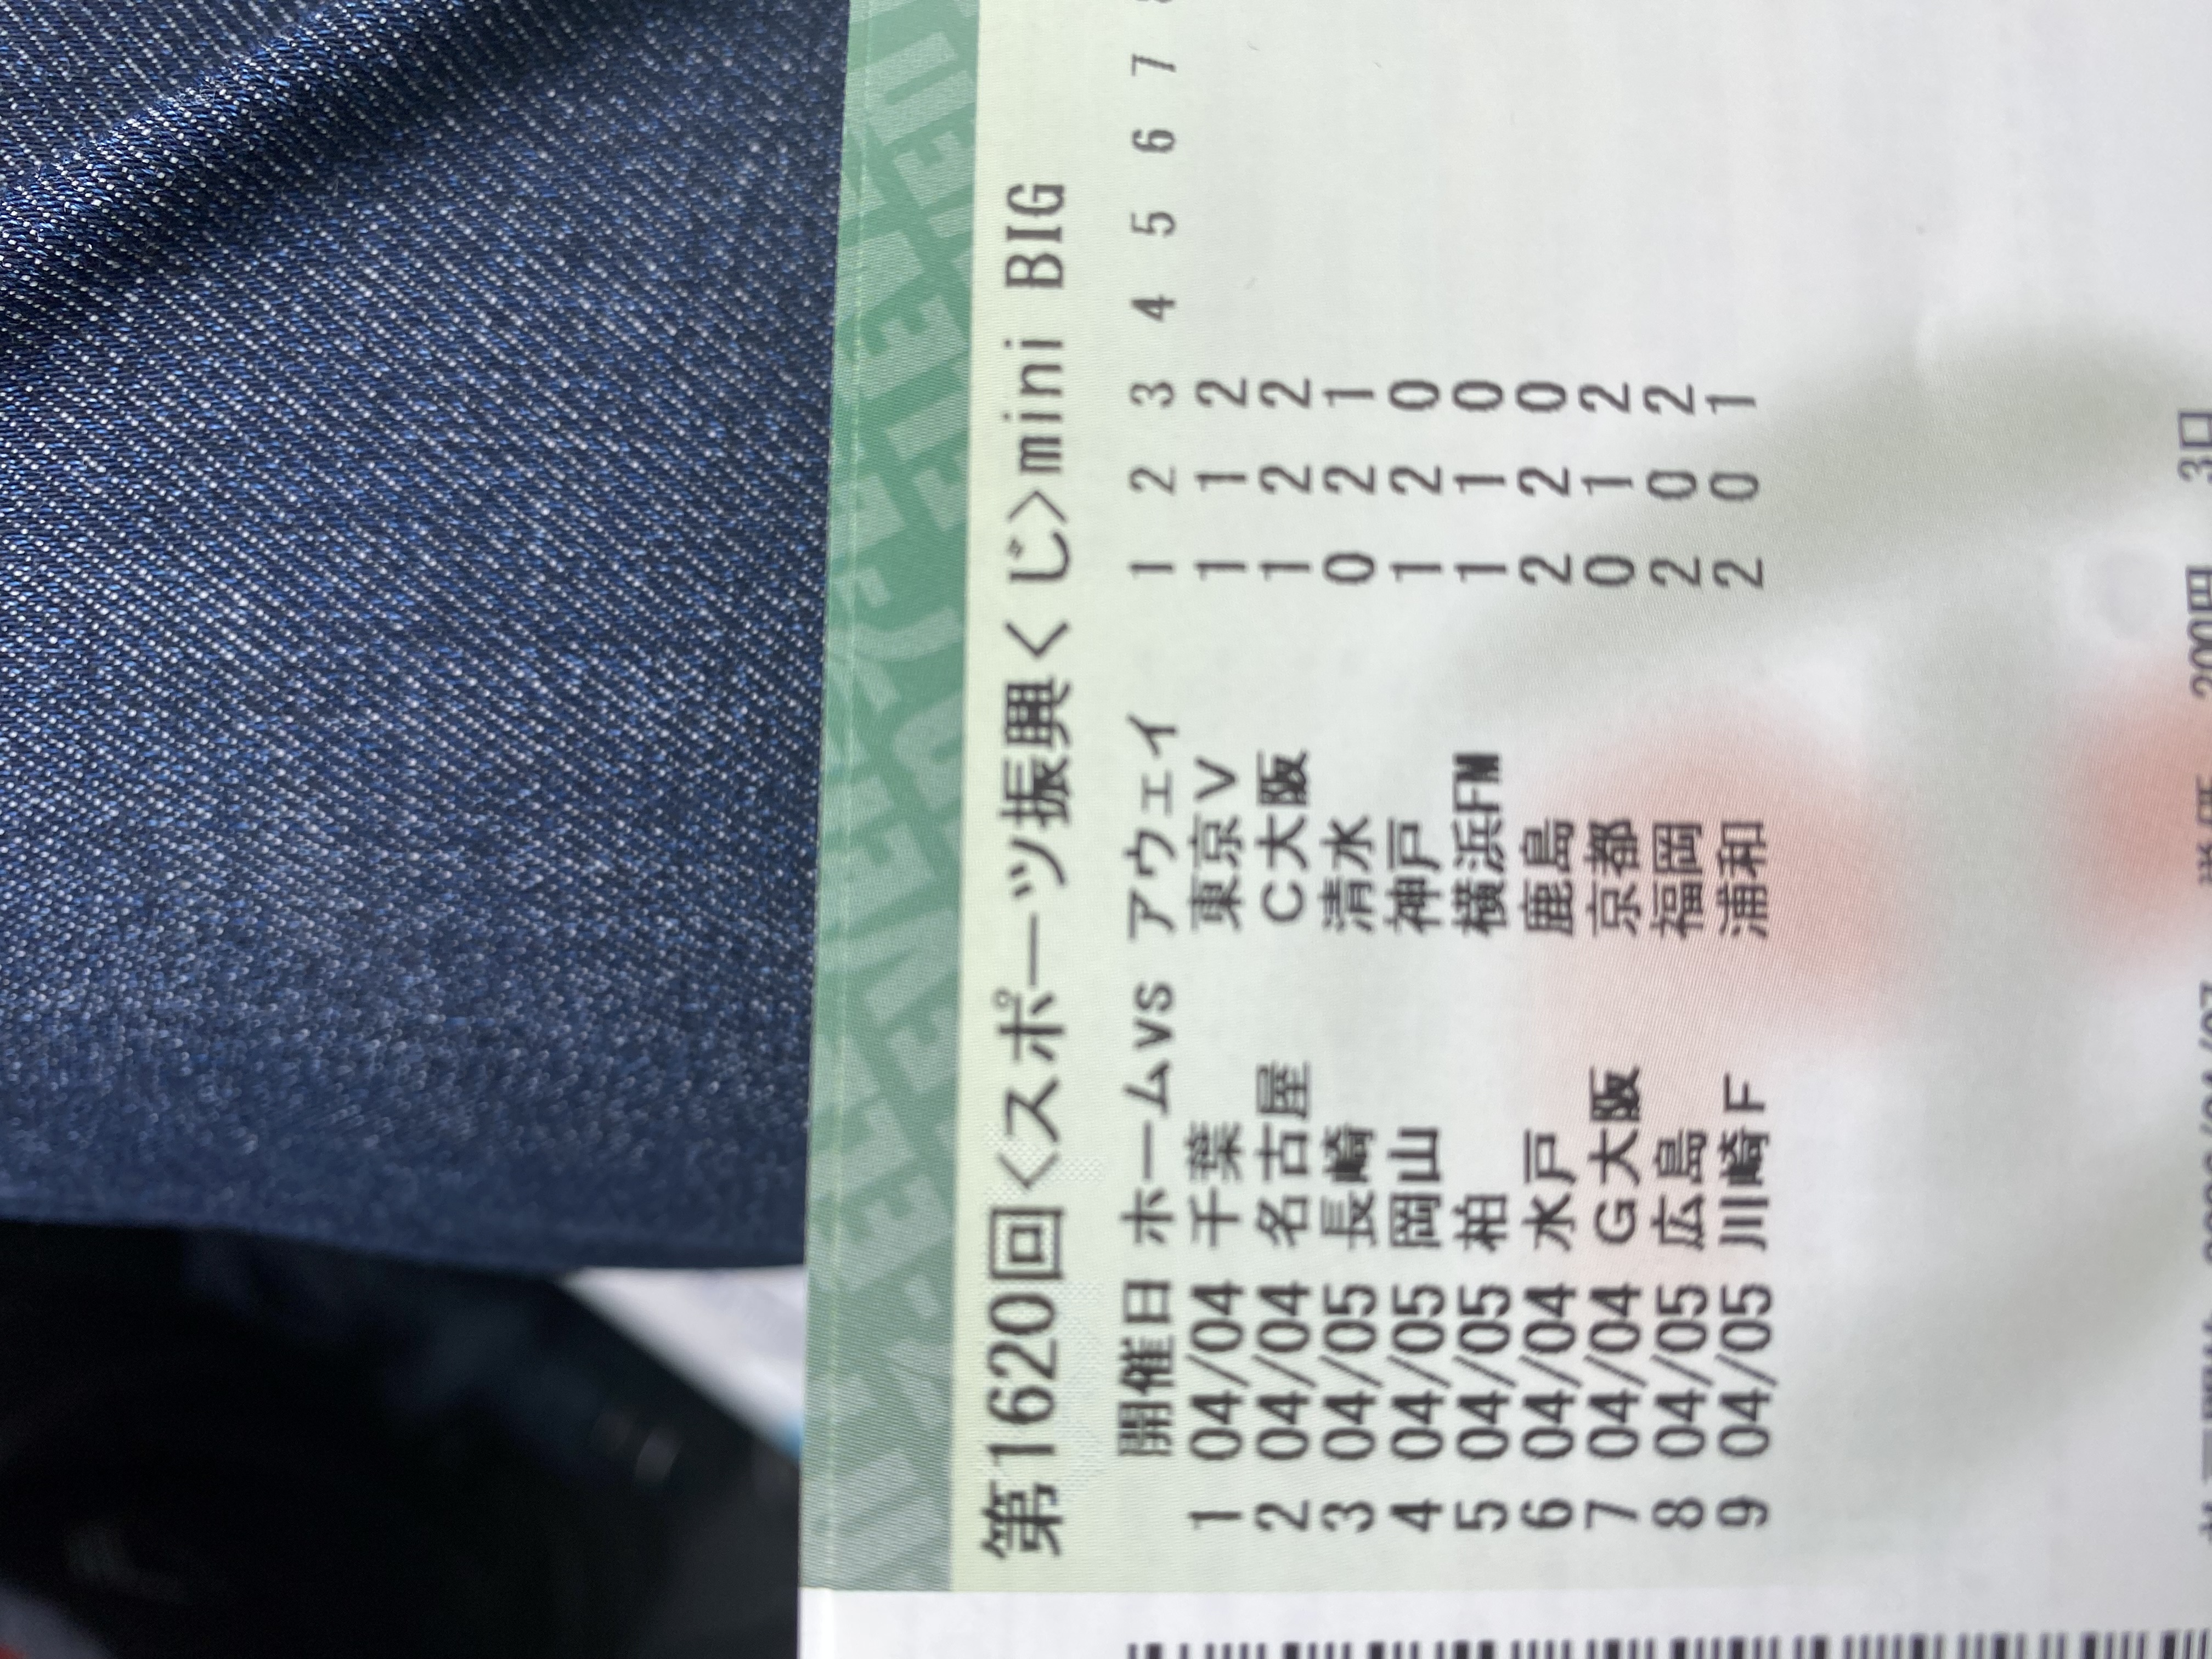 第1620回<スポーツ振興くじ>mini BIG
開催日 ホームvs アウェイ 1 2 3 4 5 6 7
1 04/04 千葉 東京V 1 1 2
2 04/04 名古屋 C大阪 1 2 2
3 04/05 長崎 清水 0 2 1
4 04/05 岡山 神戸 1 2 0
5 04/05 柏 横浜FM 1 1 0
6 04/04 水戸 鹿島 2 2 0
7 04/04 G大阪 京都 0 1 2
8 04/05 広島 福岡 2 0 2
9 04/05 川崎F 浦和 2 0 1
200円 3口